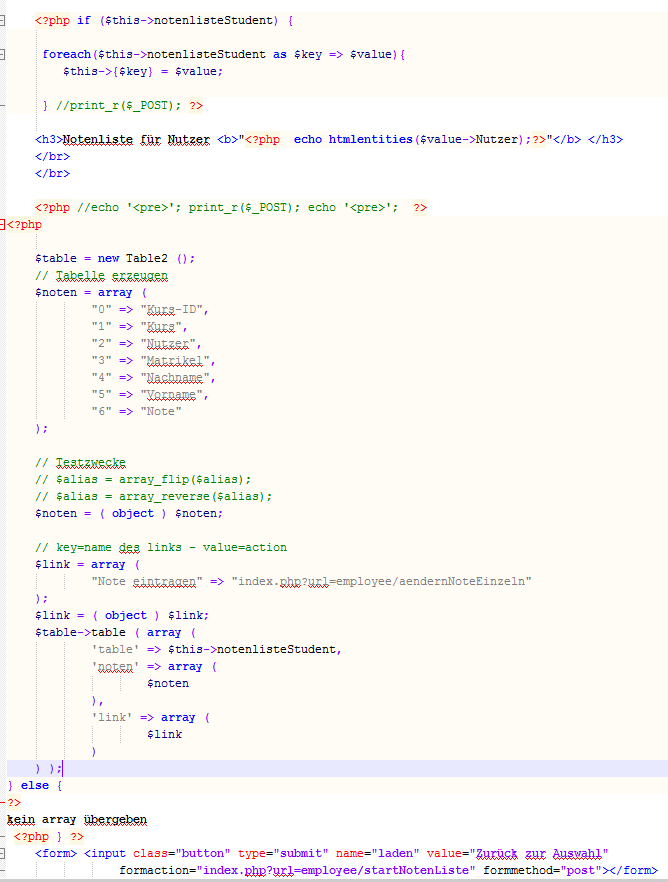 <?php if ($this->notenlisteStudent) {
foreach($this->notenlisteStudent as $key => $value){
$this->{$key} = $value;
} //print_r($_POST); ?>
<h3>Notenliste für Nutzer <b>"<?php  echo htmlentities($value->Nutzer);?>"</b> </h3>
</br>
</br>
<?php //echo '<pre>'; print_r($_POST); echo '<pre>';  ?>
<?php
$table = new Table2 ();
// Tabelle erzeugen
$noten = array (
"0" => "Kurs-ID",
"1" => "Kurs",
"2" => "Nutzer",
"3" => "Matrikel",
"4" => "Nachname",
"5" => "Vorname",
"6" => "Note"
);
// Testzwecke
// $alias = array_flip($alias);
// $alias = array_reverse($alias);
$noten = ( object ) $noten;
// key=name des links - value=action
$link = array (
"Note eintragen" => "index.php?url=employee/aendernNoteEinzeln"
);
$link = ( object ) $link;
$table->table ( array (
'table' => $this->notenlisteStudent,
'noten' => array (
$noten
),
'link' => array (
$link
)
) );
} else {
?>
kein array übergeben
<?php } ?>
<form> <input class="button" type="submit" name="laden" value="Zurück zur Auswahl"
formaction="index.php?url=employee/startNotenListe" formmethod="post"></form>